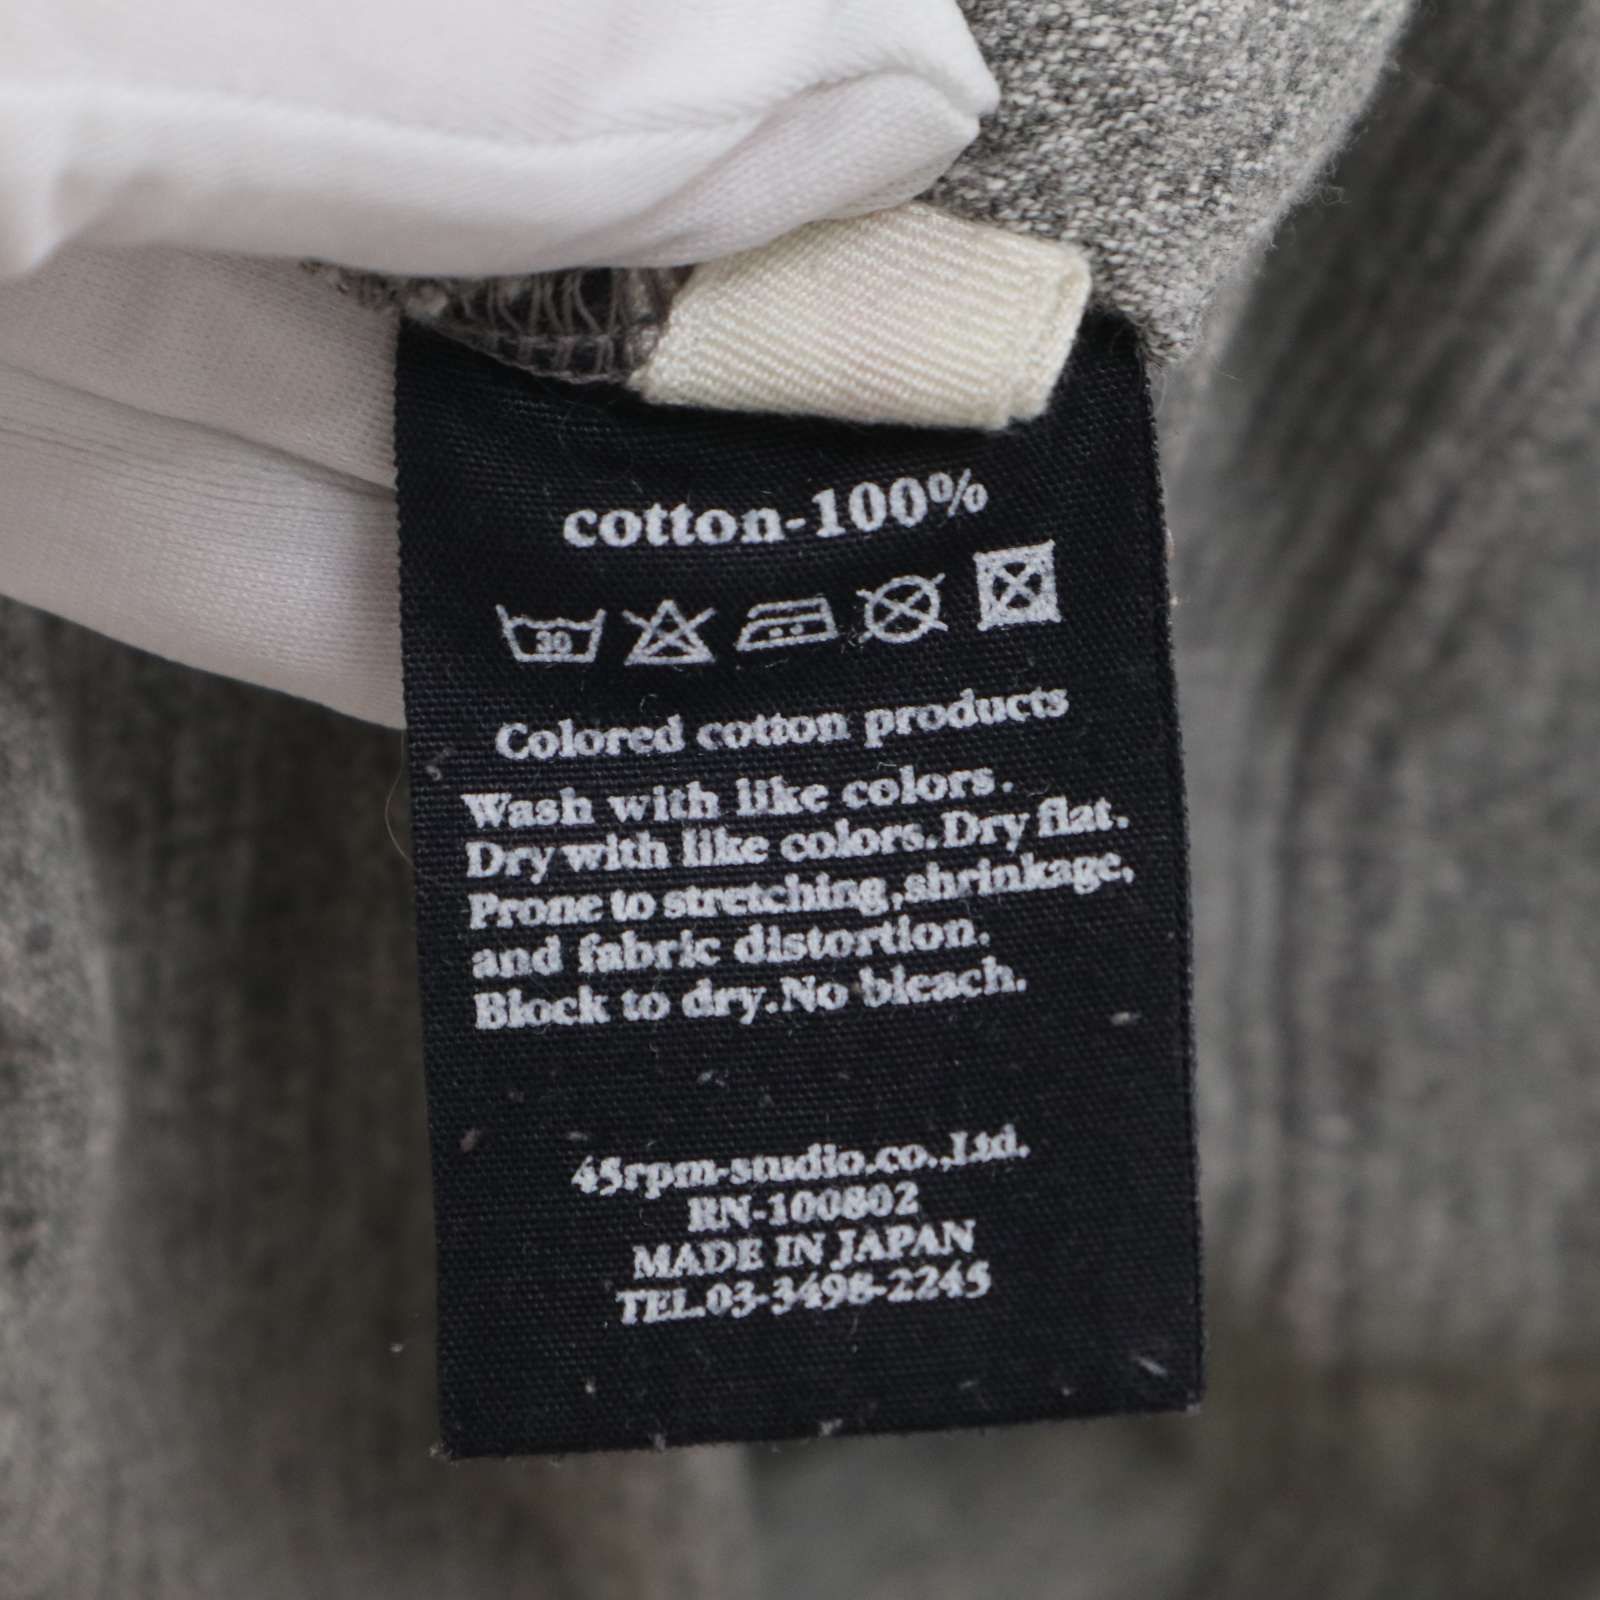 cotton-100%
30
Colored cotton products
Wash with like colors.
Dry with like colors.Dry flat.
Prone to stretching,shrinkage,
and fabric distortion.
Block to dry.No bleach.
45rpm-studio.co.,Ltd.
RN-100802
MADE IN JAPAN
TEL.03-3498-2245